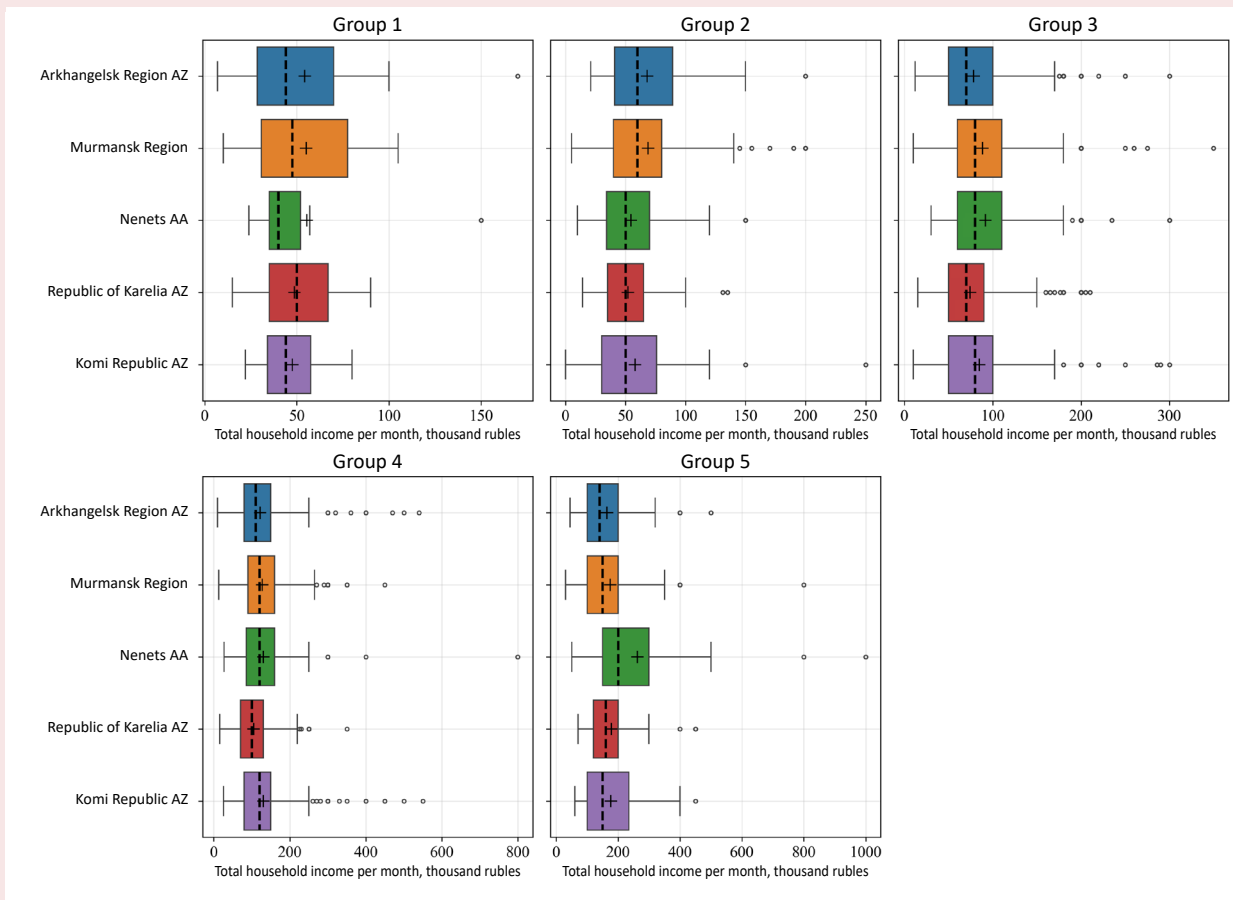 Group 1
Group 2
Group 3
Arkhangelsk Region AZ
Murmansk Region
Nenets AA
Republic of Karelia AZ
Komi Republic AZ
0 50 100 150
0 50 100 150 200 250
0 100 200 300
Total household income per month, thousand rubles
Total household income per month, thousand rubles
Total household income per month, thousand rubles
Group 4
Group 5
Arkhangelsk Region AZ
Murmansk Region
Nenets AA
Republic of Karelia AZ
Komi Republic AZ
0 200 400 600 800
0 200 400 600 800 1000
Total household income per month, thousand rubles
Total household income per month, thousand rubles